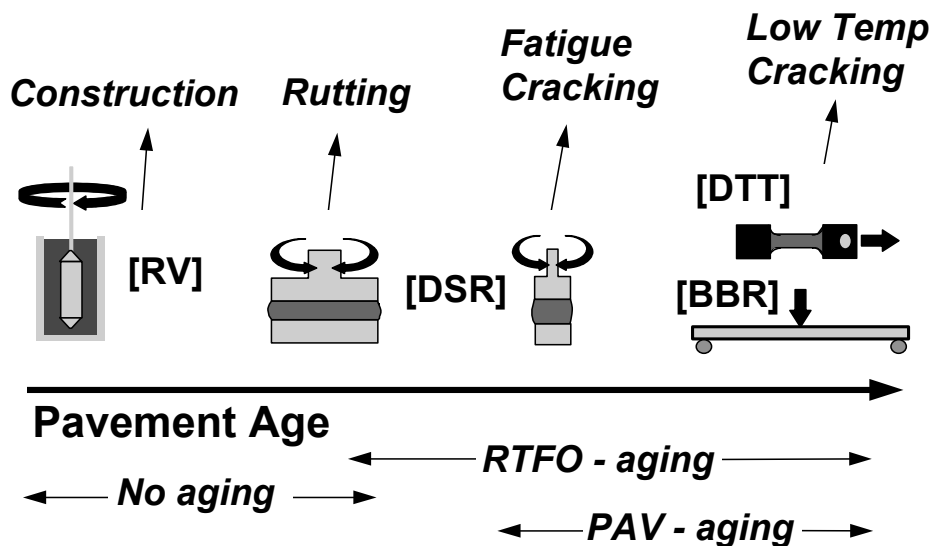 Construction
Rutting
Fatigue
Cracking
Low Temp
Cracking
[RV]
[DSR]
[DTT]
[BBR]
Pavement Age
RTFO - aging
No aging
PAV - aging